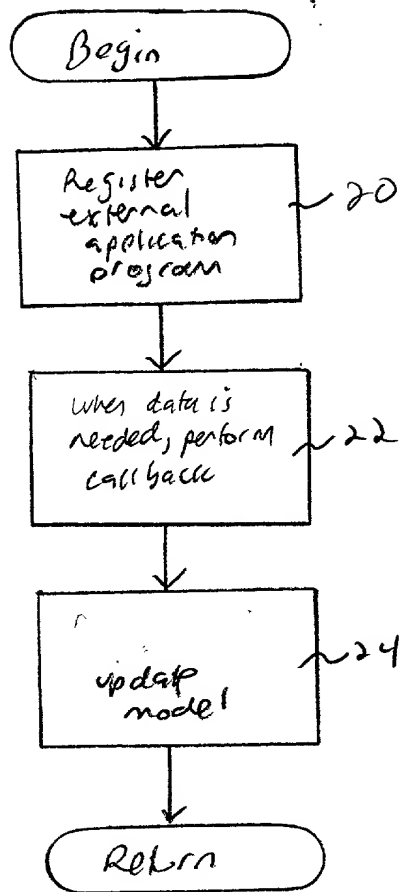 Begin
Register
external
application
program
20
when data is
needed, perform
callback
22
update
model
24
Return